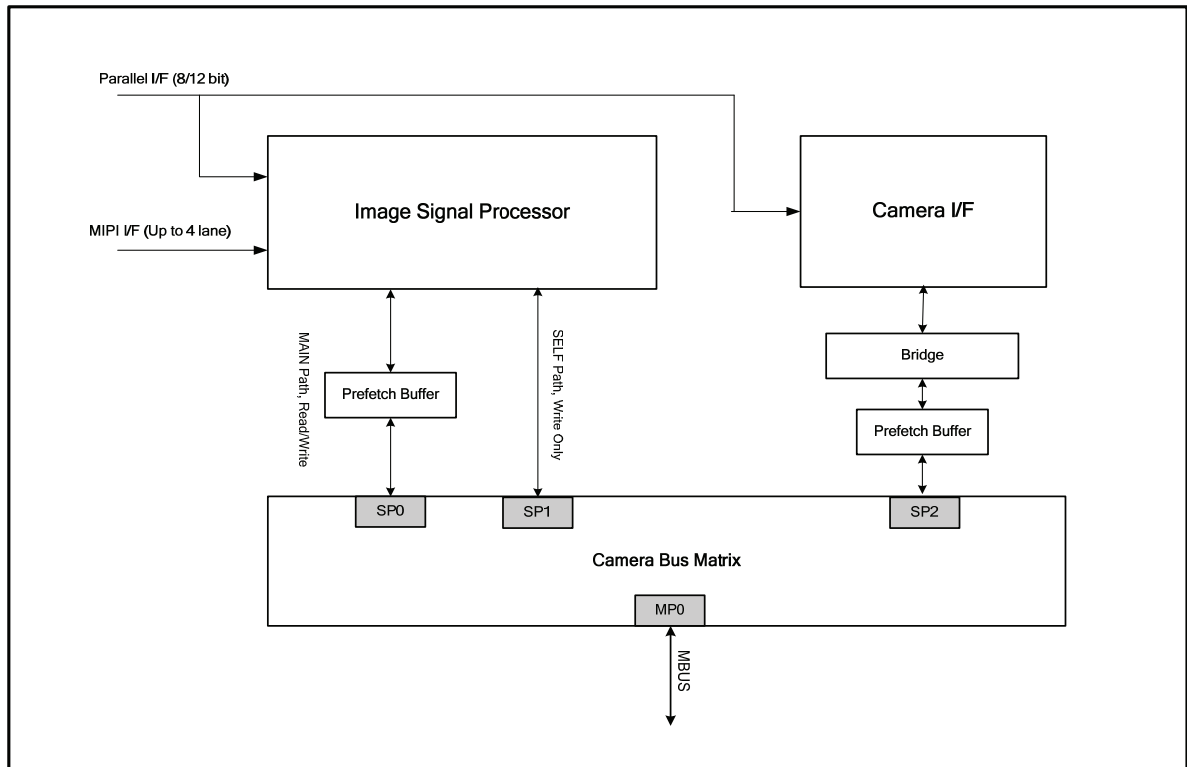 Parallel I/F (8/12 bit)
Image Signal Processor
Camera I/F
MIPI I/F (Up to 4 lane)
MAIN Path, Read/Write
SELF Path, Write Only
Bridge
Prefetch Buffer
Prefetch Buffer
SP0
SP1
SP2
Camera Bus Matrix
MP0
MBUS